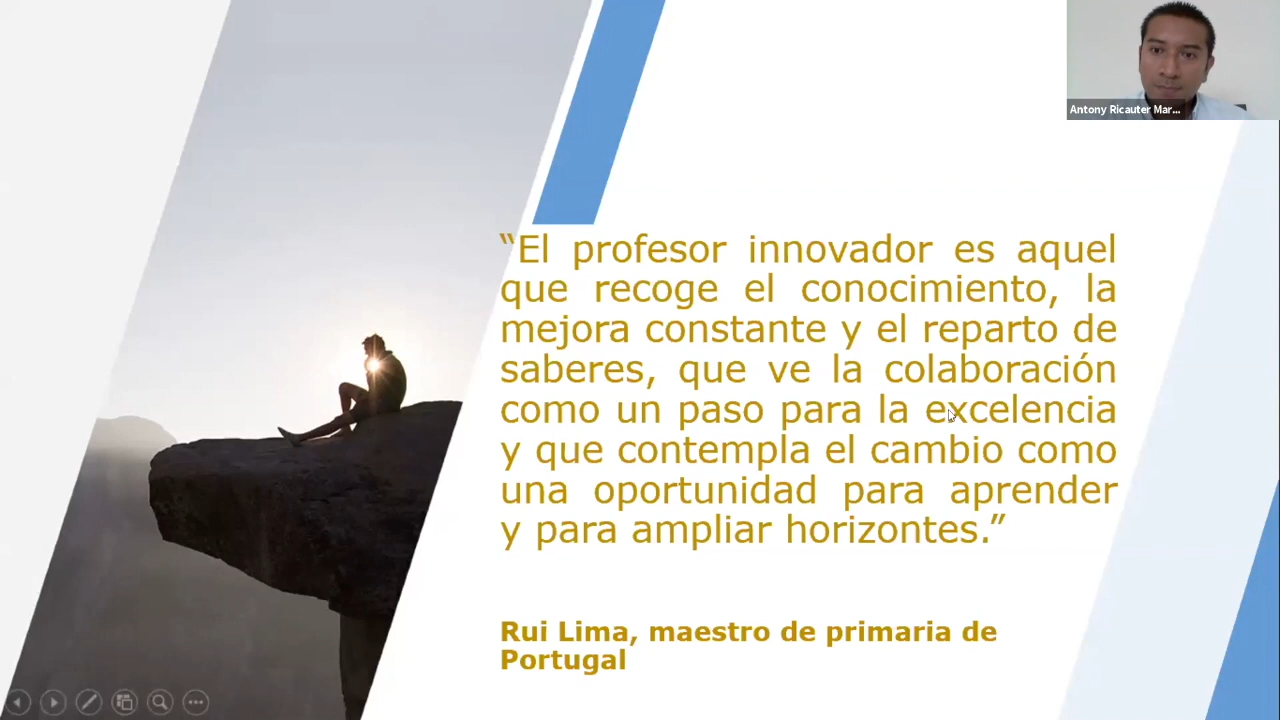 Antony Ricauter Mar...
“El profesor innovador es aquel
que recoge el conocimiento, la
mejora constante y el reparto de
saberes, que ve la colaboración
como un paso para la excelencia
y que contempla el cambio como
una oportunidad para aprender
y para ampliar horizontes.”
Rui Lima, maestro de primaria de
Portugal